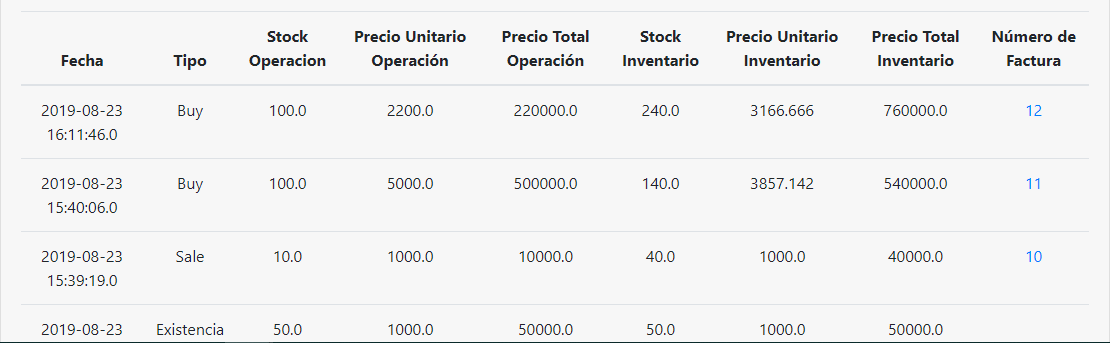 Fecha Tipo Stock Operacion Precio Unitario Operación Precio Total Operación Stock Inventario Precio Unitario Inventario Precio Total Inventario Número de Factura
2019-08-23 16:11:46.0 Buy 100.0 2200.0 220000.0 240.0 3166.666 760000.0 12
2019-08-23 15:40:06.0 Buy 100.0 5000.0 500000.0 140.0 3857.142 540000.0 11
2019-08-23 15:39:19.0 Sale 10.0 1000.0 10000.0 40.0 1000.0 40000.0 10
2019-08-23 Existencia 50.0 1000.0 50000.0 50.0 1000.0 50000.0